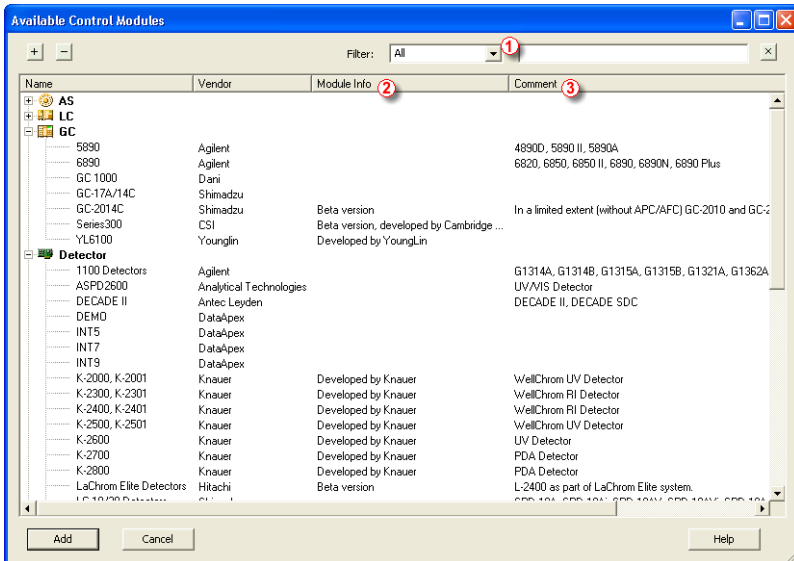 Available Control Modules
+ − Filter: All 1 ×
Name Vendor Module Info 2 Comment 3
AS
LC
GC
5890 Agilent 4890D, 5890 II, 5890A
6890 Agilent 6820, 6850, 6850 II, 6890, 6890N, 6890 Plus
GC 1000 Dani
GC-17A/14C Shimadzu
GC-2014C Shimadzu Beta version In a limited extent (without APC/AFC) GC-2010 and GC-2
Series300 CSI Beta version, developed by Cambridge ...
YL6100 Younglin Developed by YoungLin
Detector
1100 Detectors Agilent G1314A, G1314B, G1315A, G1315B, G1321A, G1362A
ASPD2600 Analytical Technologies UV/VIS Detector
DECADE II Antec Leyden DECADE II, DECADE SDC
DEMO DataApex
INT5 DataApex
INT7 DataApex
INT9 DataApex
K-2000, K-2001 Knauer Developed by Knauer WellChrom UV Detector
K-2300, K-2301 Knauer Developed by Knauer WellChrom RI Detector
K-2400, K-2401 Knauer Developed by Knauer WellChrom RI Detector
K-2500, K-2501 Knauer Developed by Knauer WellChrom UV Detector
K-2600 Knauer Developed by Knauer UV Detector
K-2700 Knauer Developed by Knauer PDA Detector
K-2800 Knauer Developed by Knauer PDA Detector
LaChrom Elite Detectors Hitachi Beta version L-2400 as part of LaChrom Elite system.
Add Cancel Help